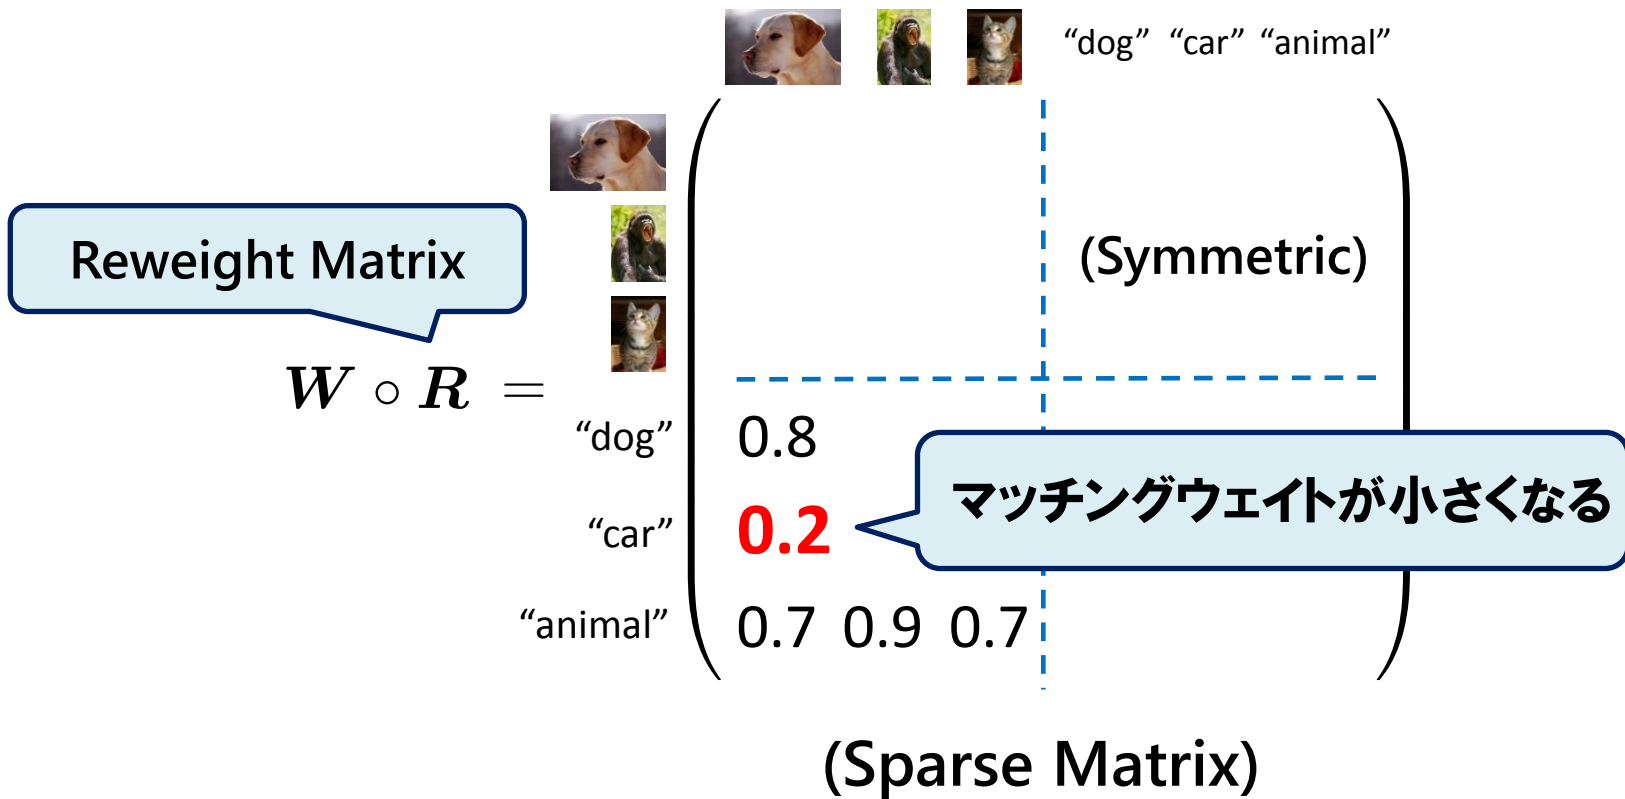 “dog” “car” “animal”
Reweight Matrix
(Symmetric)
W ∘ R =
“dog” 0.8
マッチングウェイトが小さくなる
“car” 0.2
“animal” 0.7 0.9 0.7
(Sparse Matrix)